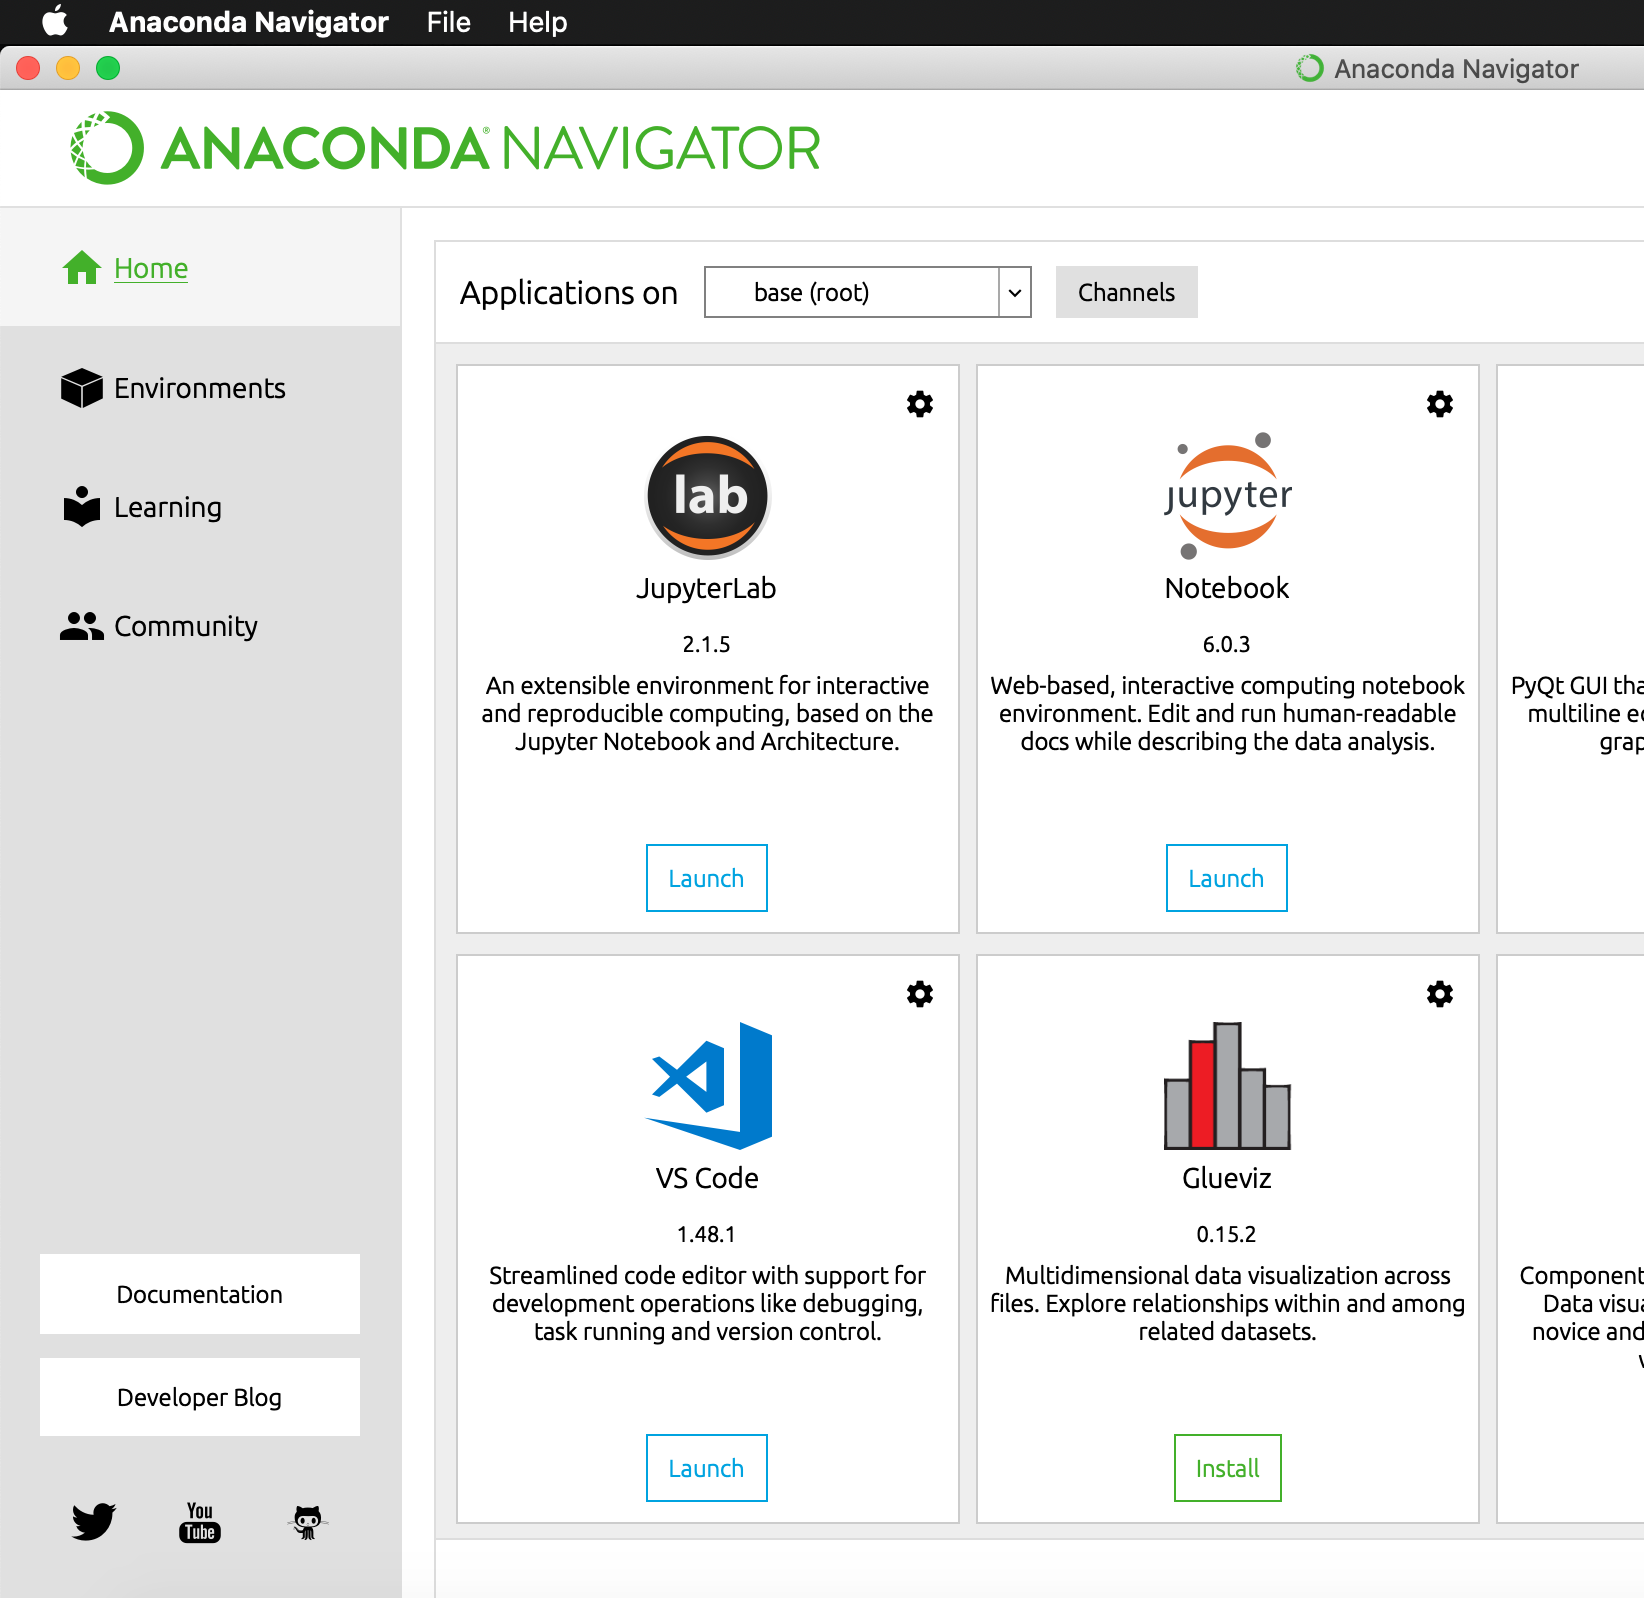 Anaconda Navigator File Help
Anaconda Navigator
ANACONDA® NAVIGATOR
Home
Environments
Learning
Community
Documentation
Developer Blog
You
Tube
Applications on base (root) Channels
lab
JupyterLab
2.1.5
An extensible environment for interactive
and reproducible computing, based on the
Jupyter Notebook and Architecture.
Launch
jupyter
Notebook
6.0.3
Web-based, interactive computing notebook
environment. Edit and run human-readable
docs while describing the data analysis.
Launch
PyQt GUI
multiline
VS Code
1.48.1
Streamlined code editor with support for
development operations like debugging,
task running and version control.
Launch
Glueviz
0.15.2
Multidimensional data visualization across
files. Explore relationships within and among
related datasets.
Install
Component
Data
novice and